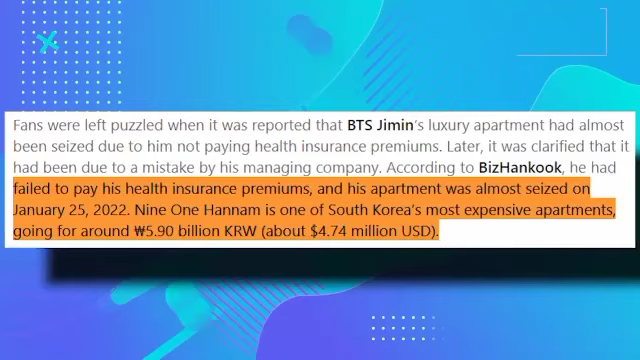 Fans were left puzzled when it was reported that BTS Jimin's luxury apartment had almost
been seized due to him not paying health insurance premiums. Later, it was clarified that it
had been due to a mistake by his managing company. According to BizHankook, he had
failed to pay his health insurance premiums, and his apartment was almost seized on
January 25, 2022. Nine One Hannam is one of South Korea's most expensive apartments,
going for around ₩5.90 billion KRW (about $4.74 million USD).